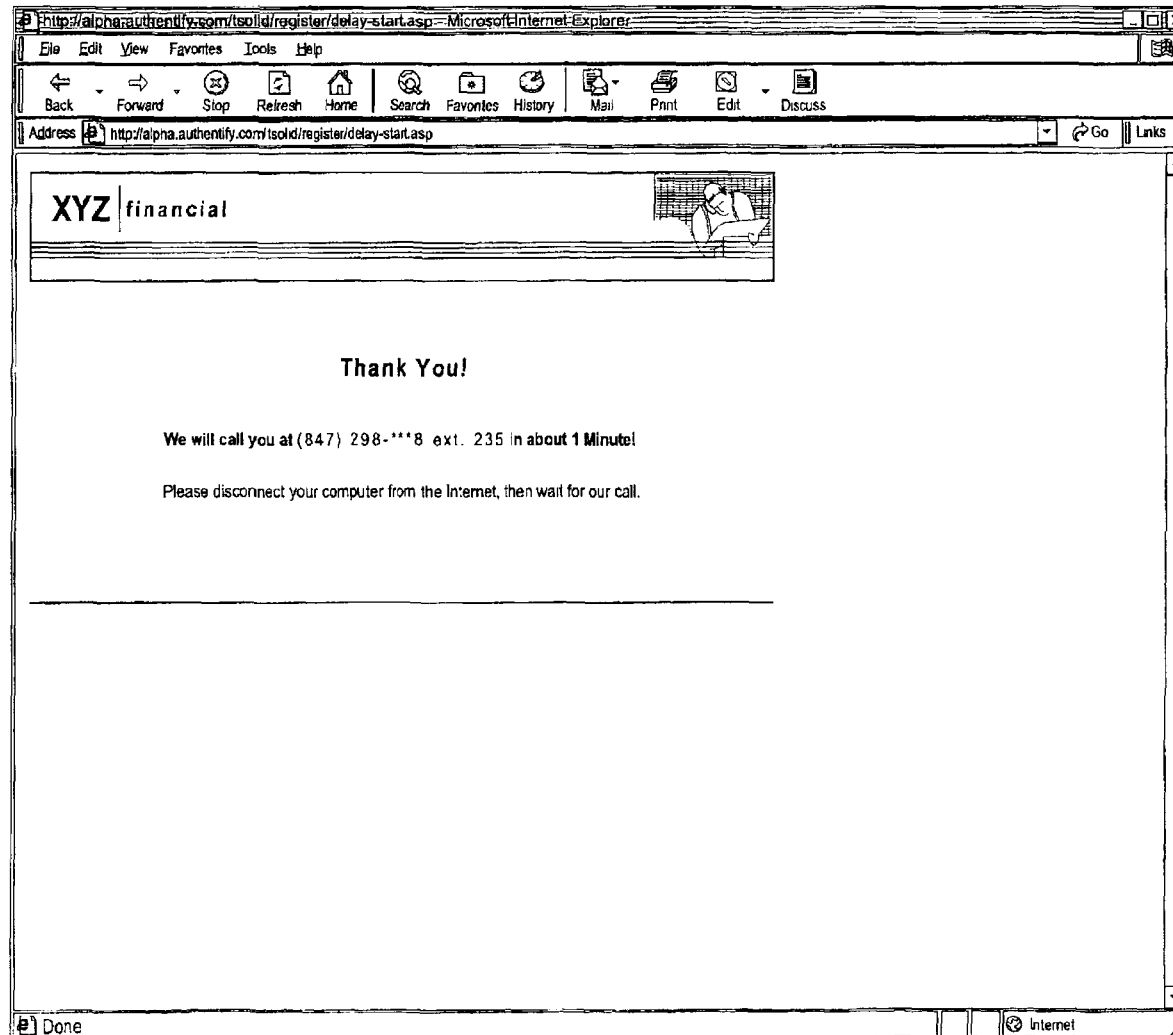 http://alpha.authentify.com/tsolid/register/delay-start.asp - Microsoft Internet Explorer
File Edit View Favorites Tools Help
Back Forward Stop Refresh Home Search Favorites History Mail Print Edit Discuss
Address http://alpha.authentify.com/tsolid/register/delay-start.asp Go Links
XYZ financial
Thank You!
We will call you at (847) 298-***8 ext. 235 in about 1 Minute!
Please disconnect your computer from the Internet, then wait for our call.
Done Internet